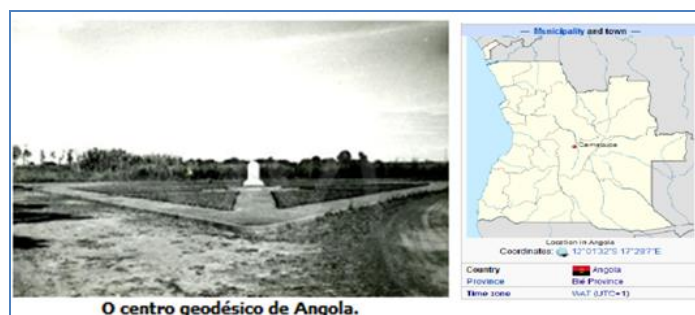 O centro geodésico de Angola.
— Municipality and town —
Camacupa
Location in Angola
Coordinates: 12°01'32"S 17°28'7"E
Country Angola
Province Bié Province
Time zone WAT (UTC+1)